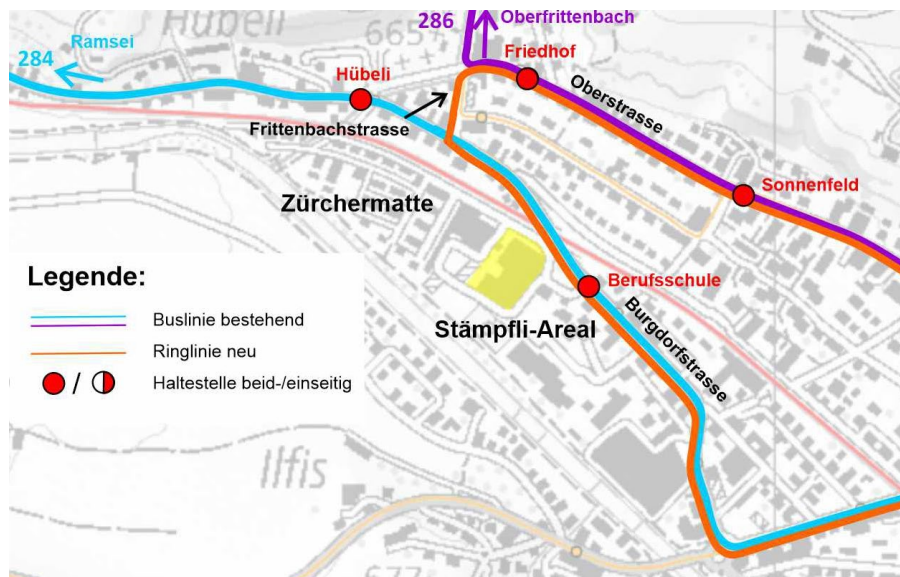 Hübeli
665
286
Oberfrittenbach
Ramsei
284
Friedhof
Hübeli
Oberstrasse
Frittenbachstrasse
Sonnenfeld
Zürchermatte
Legende:
Berufsschule
Buslinie bestehend
Burgdorfstrasse
Stämpfli-Areal
Ringlinie neu
/
Haltestelle beid-/einseitig
Ilfis